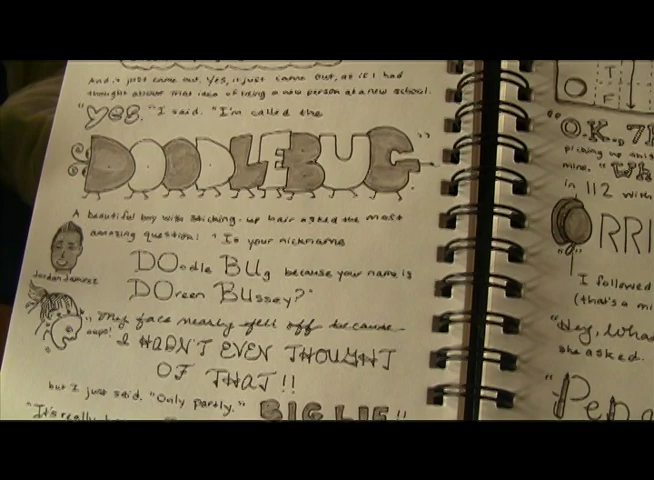 And it just came out. Yes, it just came out, as if I had
thought about that idea of being a new person at a new school.
"yes." I said. "I'm called the
DOODLEBUG"
A beautiful boy with sticking-up hair asked the most
amazing question: "Is your nickname
DOodle BUg because your name is
DOreen BUssey?"
Jordan Jameaz
My face nearly fell off because
oops!
I HADN'T EVEN THOUGHT
OF THAT!!
but I just said. "Only partly."
BIG LIE!!
"It's really
T
F
"O.K.,
picking up
mine.
in 112 with
ORRI
I followed
(that's a
"Hey, What
she asked.